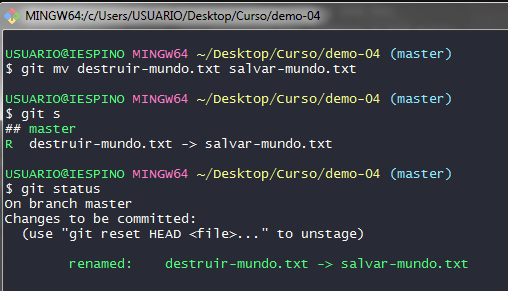 MINGW64:/c/Users/USUARIO/Desktop/Curso/demo-04
USUARIO@IESPINO MINGW64 ~/Desktop/Curso/demo-04 (master)
$ git mv destruir-mundo.txt salvar-mundo.txt
USUARIO@IESPINO MINGW64 ~/Desktop/Curso/demo-04 (master)
$ git s
## master
R  destruir-mundo.txt -> salvar-mundo.txt
USUARIO@IESPINO MINGW64 ~/Desktop/Curso/demo-04 (master)
$ git status
On branch master
Changes to be committed:
  (use "git reset HEAD <file>..." to unstage)
        renamed:    destruir-mundo.txt -> salvar-mundo.txt